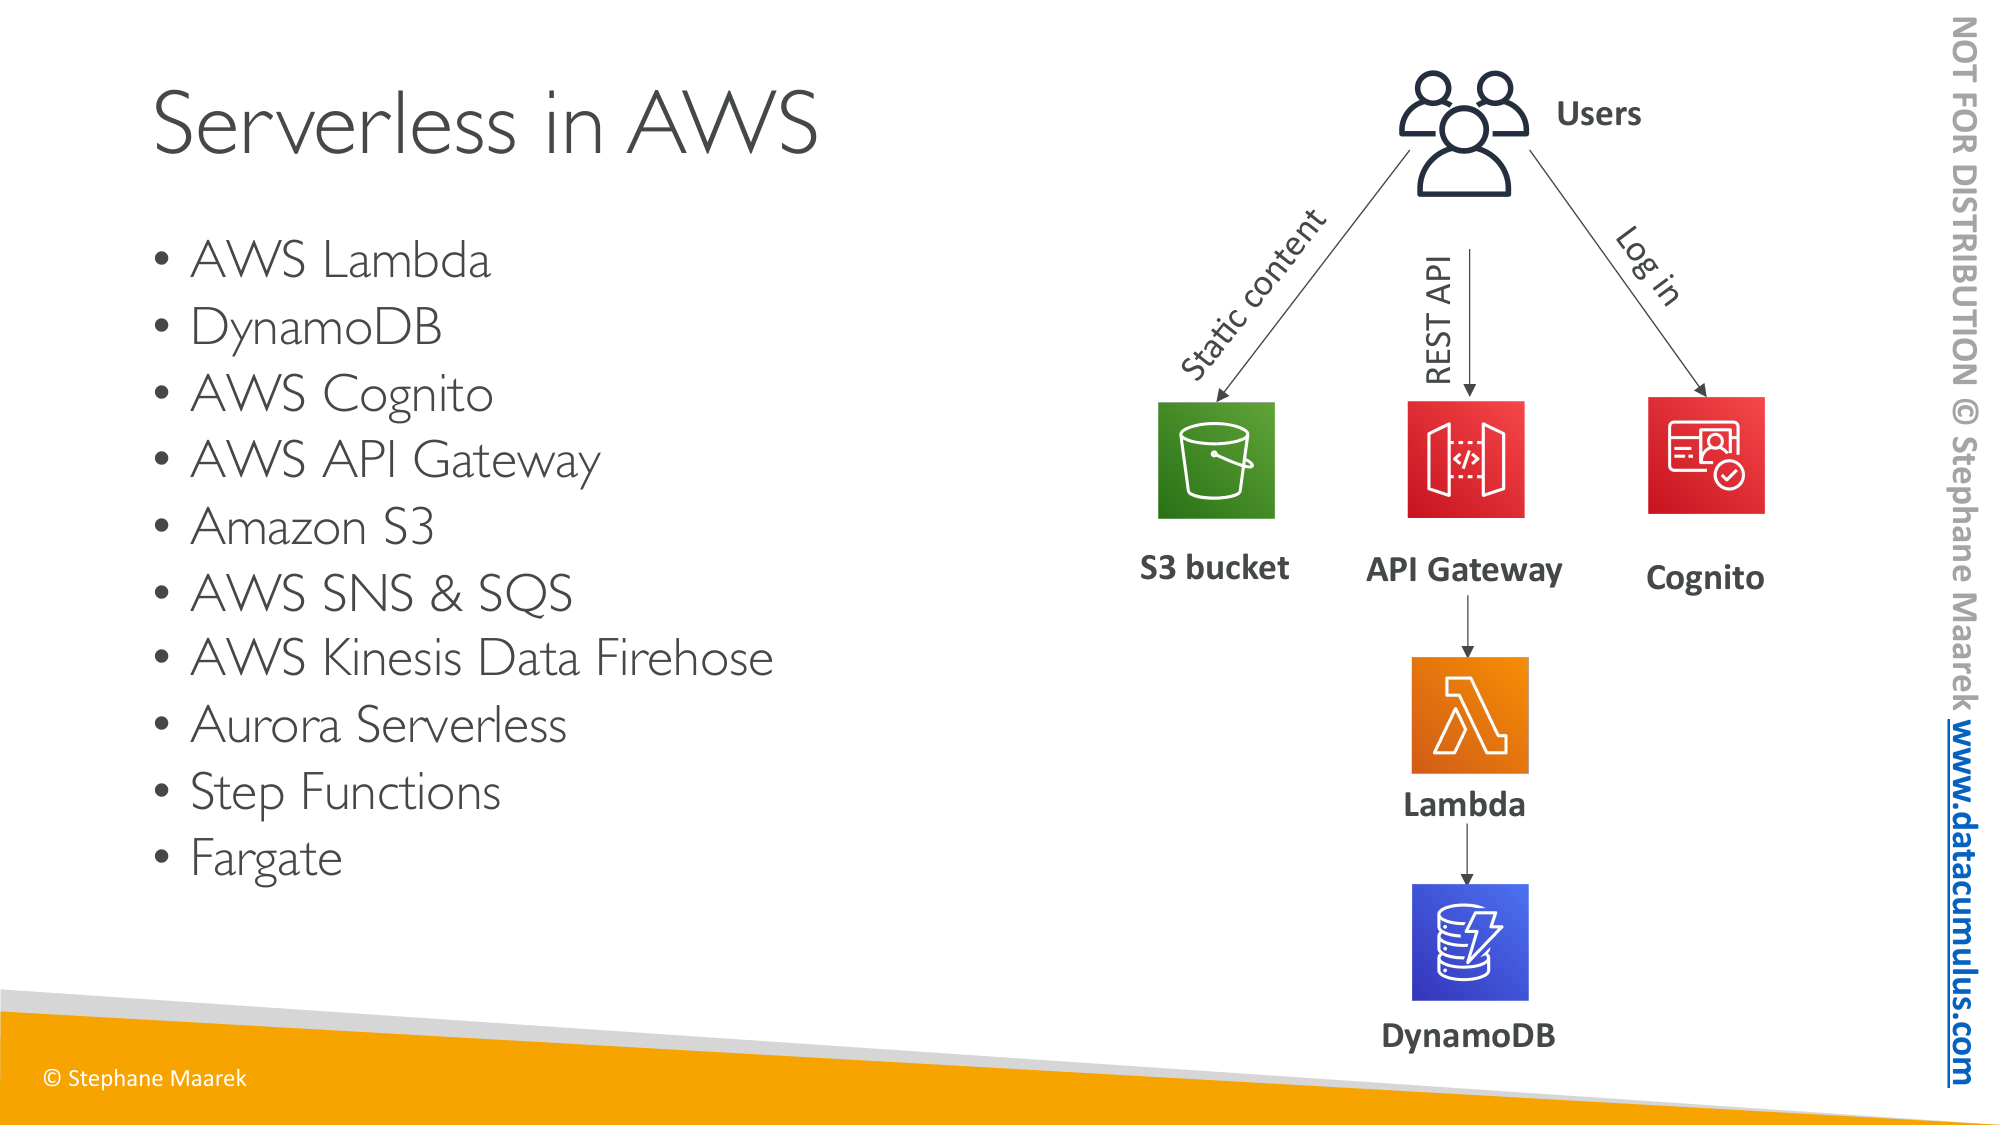 Serverless in AWS
• AWS Lambda
• DynamoDB
• AWS Cognito
• AWS API Gateway
• Amazon S3
• AWS SNS & SQS
• AWS Kinesis Data Firehose
• Aurora Serverless
• Step Functions
• Fargate
Users
Static content
REST API
Log in
S3 bucket
API Gateway
Cognito
Lambda
DynamoDB
© Stephane Maarek
NOT FOR DISTRIBUTION © Stephane Maarek www.datacumulus.com